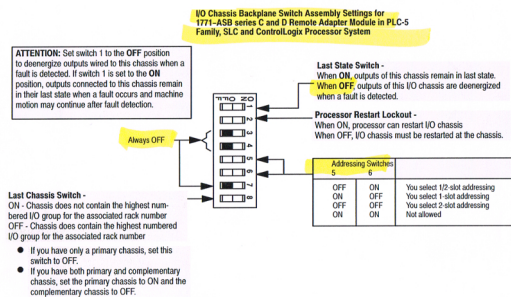 I/O Chassis Backplane Switch Assembly Settings for
1771-ASB series C and D Remote Adapter Module in PLC-5
Family, SLC and ControlLogix Processor System
ATTENTION: Set switch 1 to the OFF position
to deenergize outputs wired to this chassis when a
fault is detected. If switch 1 is set to the ON
position, outputs connected to this chassis remain
in their last state when a fault occurs and machine
motion may continue after fault detection.
Last State Switch -
When ON, outputs of this chassis remain in last state.
When OFF, outputs of this I/O chassis are deenergized
when a fault is detected.
Processor Restart Lockout -
When ON, processor can restart I/O chassis
When OFF, I/O chassis must be restarted at the chassis.
OFF
ON
1
2
3
4
5
6
7
8
Always OFF
Addressing Switches
5 6
OFF ON You select 1/2-slot addressing
ON OFF You select 1-slot addressing
OFF OFF You select 2-slot addressing
ON ON Not allowed
Last Chassis Switch -
ON - Chassis does not contain the highest num-
bered I/O group for the associated rack number
OFF - Chassis does contain the highest numbered
I/O group for the associated rack number
● If you have only a primary chassis, set this
switch to OFF.
● If you have both primary and complementary
chassis, set the primary chassis to ON and the
complementary chassis to OFF.